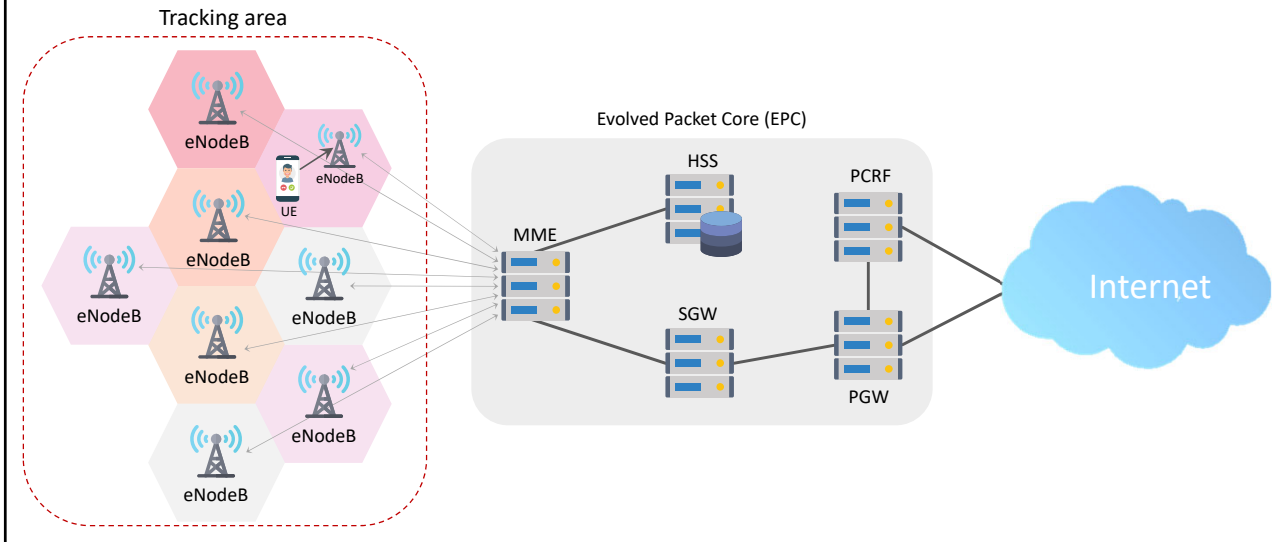 Tracking area
eNodeB
eNodeB
UE
eNodeB
eNodeB
eNodeB
eNodeB
eNodeB
eNodeB
Evolved Packet Core (EPC)
HSS
PCRF
MME
SGW
PGW
Internet